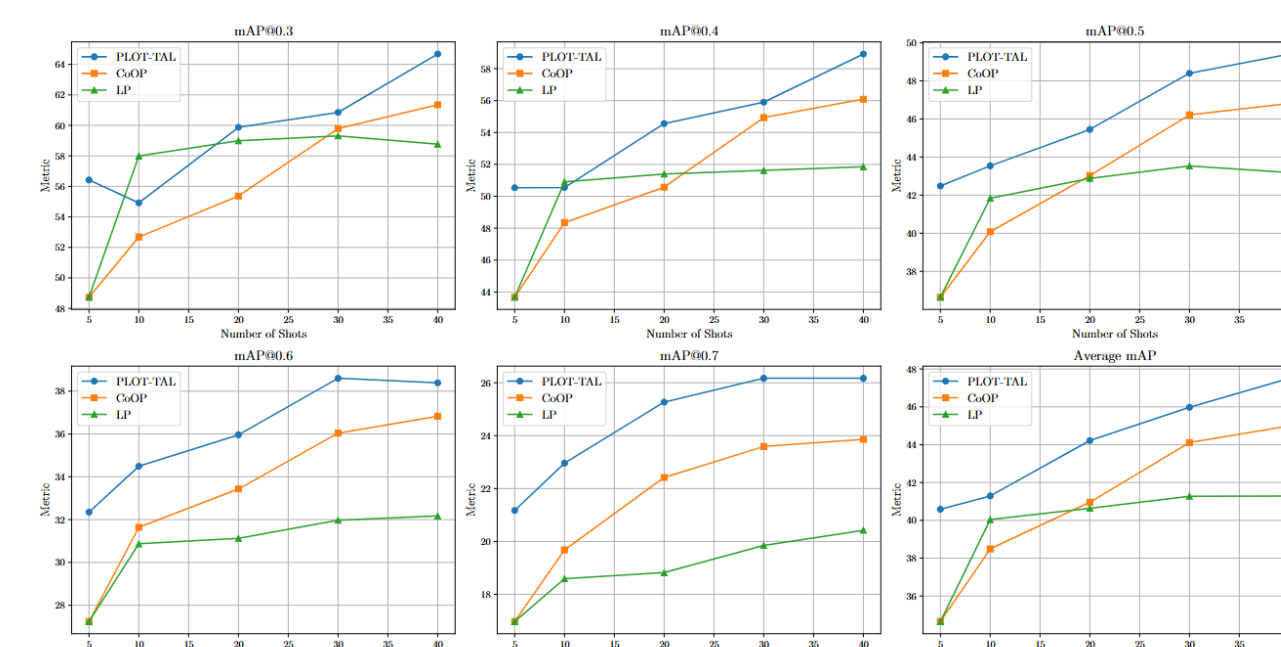 mAP@0.3
PLOT-TAL
CoOP
LP
Metric
64
62
60
58
56
54
52
50
48
5 10 15 20 25 30 35 40
Number of Shots
mAP@0.4
PLOT-TAL
CoOP
LP
Metric
58
56
54
52
50
48
46
44
5 10 15 20 25 30 35 40
Number of Shots
mAP@0.5
PLOT-TAL
CoOP
LP
Metric
50
48
46
44
42
40
38
5 10 15 20 25 30 35
Number of Shots
mAP@0.6
PLOT-TAL
CoOP
LP
Metric
38
36
34
32
30
28
5 10 15 20 25 30 35 40
mAP@0.7
PLOT-TAL
CoOP
LP
Metric
26
24
22
20
18
5 10 15 20 25 30 35 40
Average mAP
PLOT-TAL
CoOP
LP
Metric
48
46
44
42
40
38
36
5 10 15 20 25 30 35